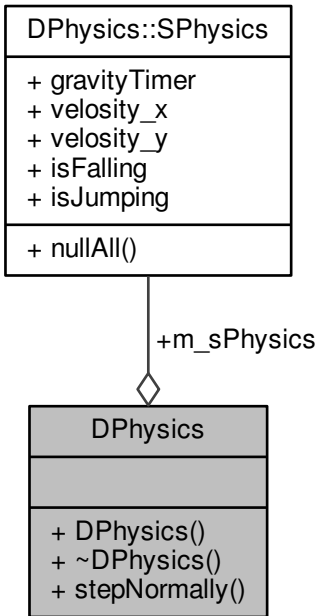 DPhysics::SPhysics
+ gravityTimer
+ velosity_x
+ velosity_y
+ isFalling
+ isJumping
+ nullAll()
+m_sPhysics
DPhysics
+ DPhysics()
+ ~DPhysics()
+ stepNormally()